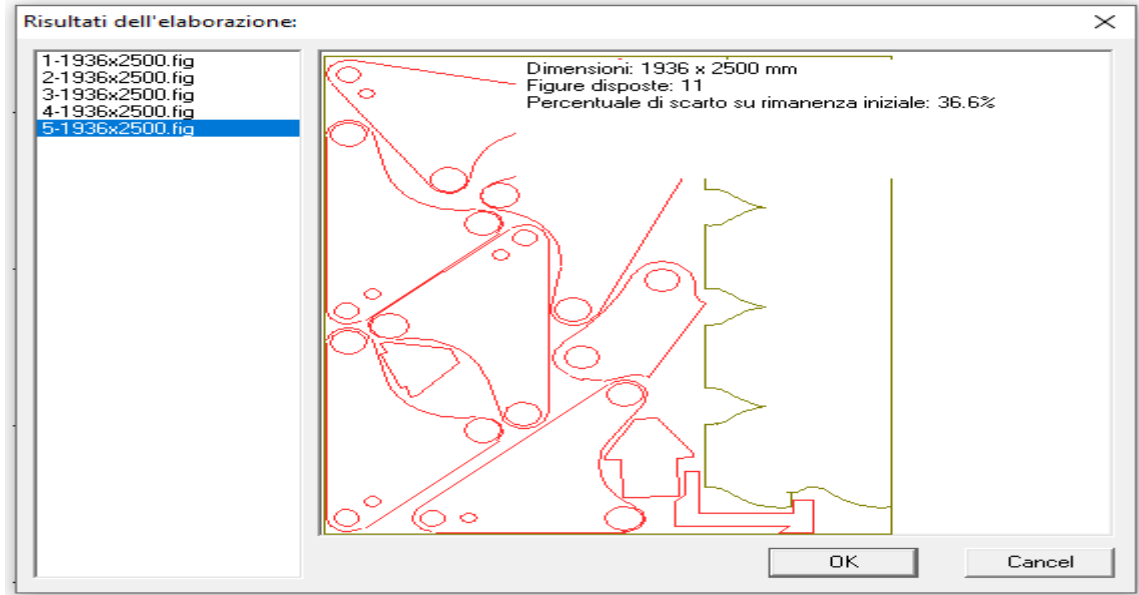 Risultati dell'elaborazione:
1-1936x2500.fig
2-1936x2500.fig
3-1936x2500.fig
4-1936x2500.fig
5-1936x2500.fig
Dimensioni: 1936 x 2500 mm
Figure disposte: 11
Percentuale di scarto su rimanenza iniziale: 36.6%
OK
Cancel